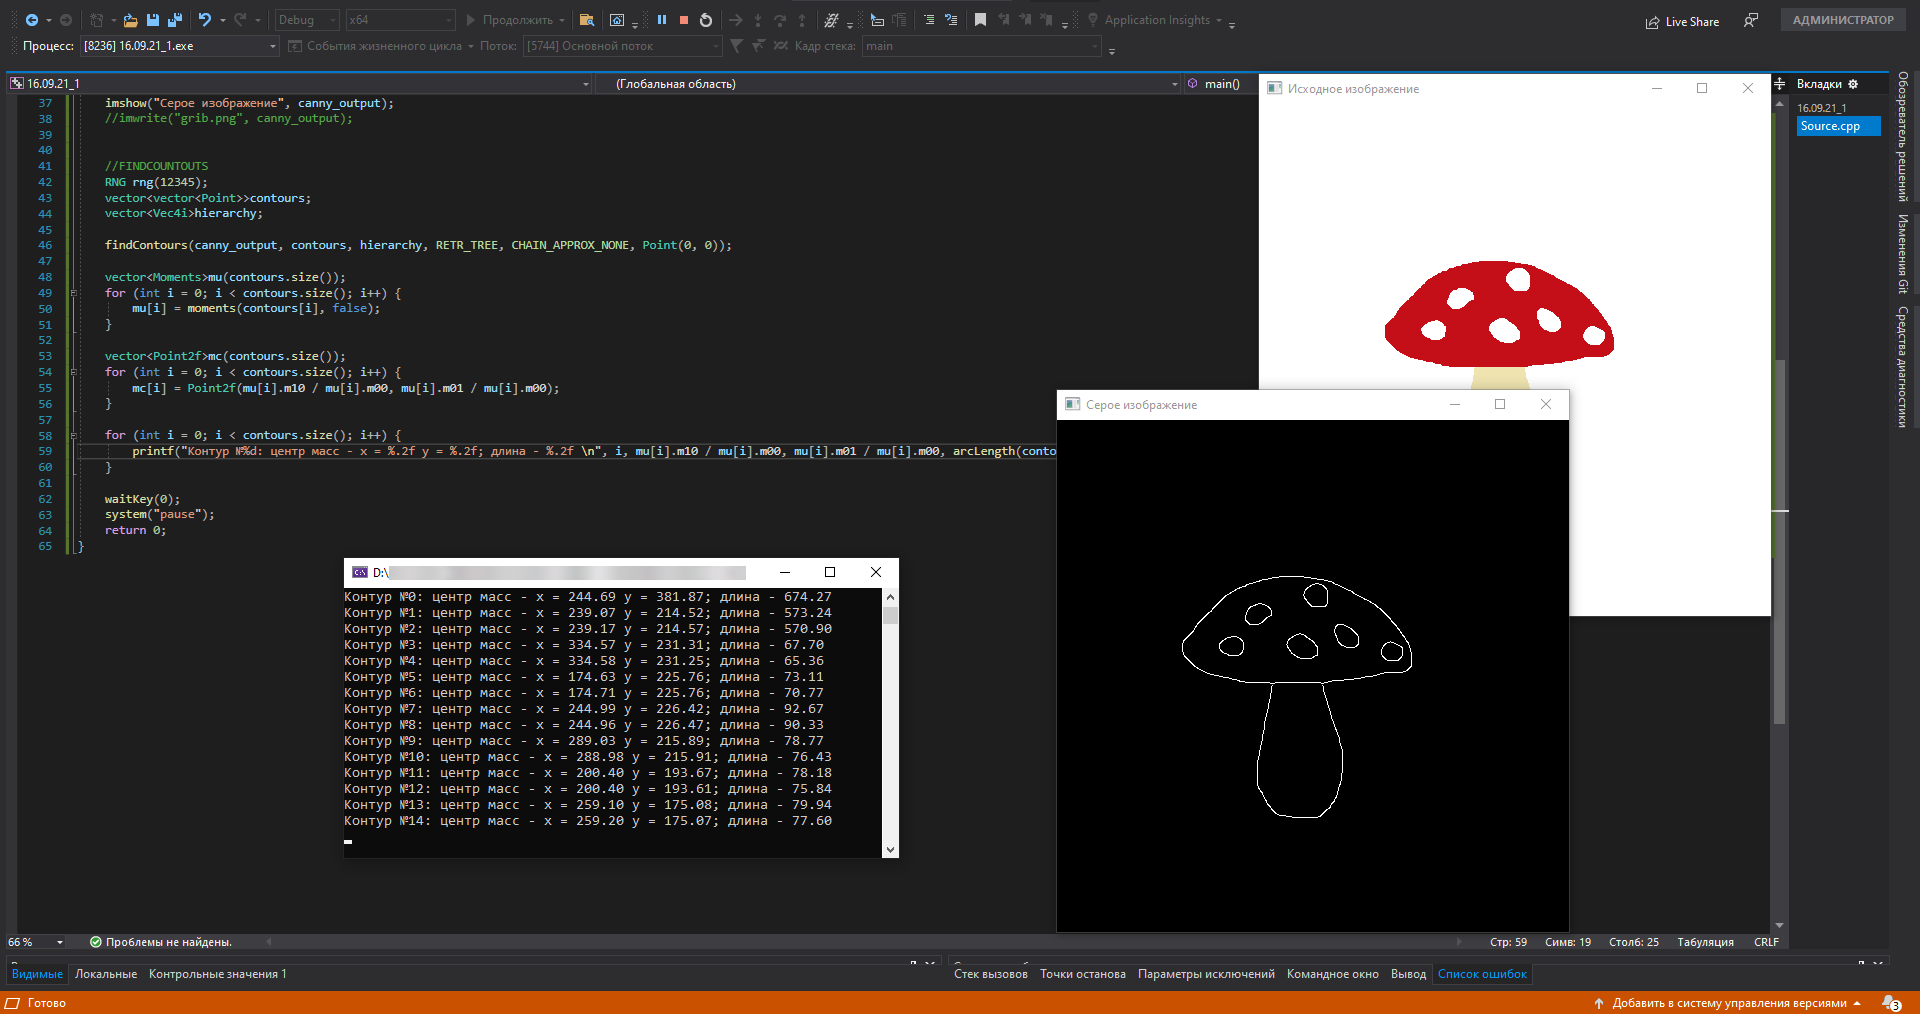 Debug x64 Продолжить Application Insights Live Share АДМИНИСТРАТОР
Процесс: [8236] 16.09.21_1.exe События жизненного цикла Поток: [5744] Основной поток Кадр стека: main
16.09.21_1 (Глобальная область) main()
37 imshow("Серое изображение", canny_output);
38 //imwrite("grib.png", canny_output);
39
40
41 //FINDCOUNTOUTS
42 RNG rng(12345);
43 vector<vector<Point>>contours;
44 vector<Vec4i>hierarchy;
45
46 findContours(canny_output, contours, hierarchy, RETR_TREE, CHAIN_APPROX_NONE, Point(0, 0));
47
48 vector<Moments>mu(contours.size());
49 for (int i = 0; i < contours.size(); i++) {
50 mu[i] = moments(contours[i], false);
51 }
52
53 vector<Point2f>mc(contours.size());
54 for (int i = 0; i < contours.size(); i++) {
55 mc[i] = Point2f(mu[i].m10 / mu[i].m00, mu[i].m01 / mu[i].m00);
56 }
57
58 for (int i = 0; i < contours.size(); i++) {
59 printf("Контур №%d: центр масс - x = %.2f y = %.2f; длина - %.2f \n", i, mu[i].m10 / mu[i].m00, mu[i].m01 / mu[i].m00, arcLength(conto
60 }
61
62 waitKey(0);
63 system("pause");
64 return 0;
65 }
Исходное изображение
Серое изображение
Вкладки
16.09.21_1
Source.cpp
Обозреватель решений
Изменения Git
Средства диагностики
D:\
Контур №0: центр масс - x = 244.69 y = 381.87; длина - 674.27
Контур №1: центр масс - x = 239.07 y = 214.52; длина - 573.24
Контур №2: центр масс - x = 239.17 y = 214.57; длина - 570.90
Контур №3: центр масс - x = 334.57 y = 231.31; длина - 67.70
Контур №4: центр масс - x = 334.58 y = 231.25; длина - 65.36
Контур №5: центр масс - x = 174.63 y = 225.76; длина - 73.11
Контур №6: центр масс - x = 174.71 y = 225.76; длина - 70.77
Контур №7: центр масс - x = 244.99 y = 226.42; длина - 92.67
Контур №8: центр масс - x = 244.96 y = 226.47; длина - 90.33
Контур №9: центр масс - x = 289.03 y = 215.89; длина - 78.77
Контур №10: центр масс - x = 288.98 y = 215.91; длина - 76.43
Контур №11: центр масс - x = 200.40 y = 193.67; длина - 78.18
Контур №12: центр масс - x = 200.40 y = 193.61; длина - 75.84
Контур №13: центр масс - x = 259.10 y = 175.08; длина - 79.94
Контур №14: центр масс - x = 259.20 y = 175.07; длина - 77.60
66 % Проблемы не найдены. Стр: 59 Симв: 19 Столб: 25 Табуляция CRLF
Видимые Локальные Контрольные значения 1 Стек вызовов Точки останова Параметры исключений Командное окно Вывод Список ошибок
Готово Добавить в систему управления версиями 3